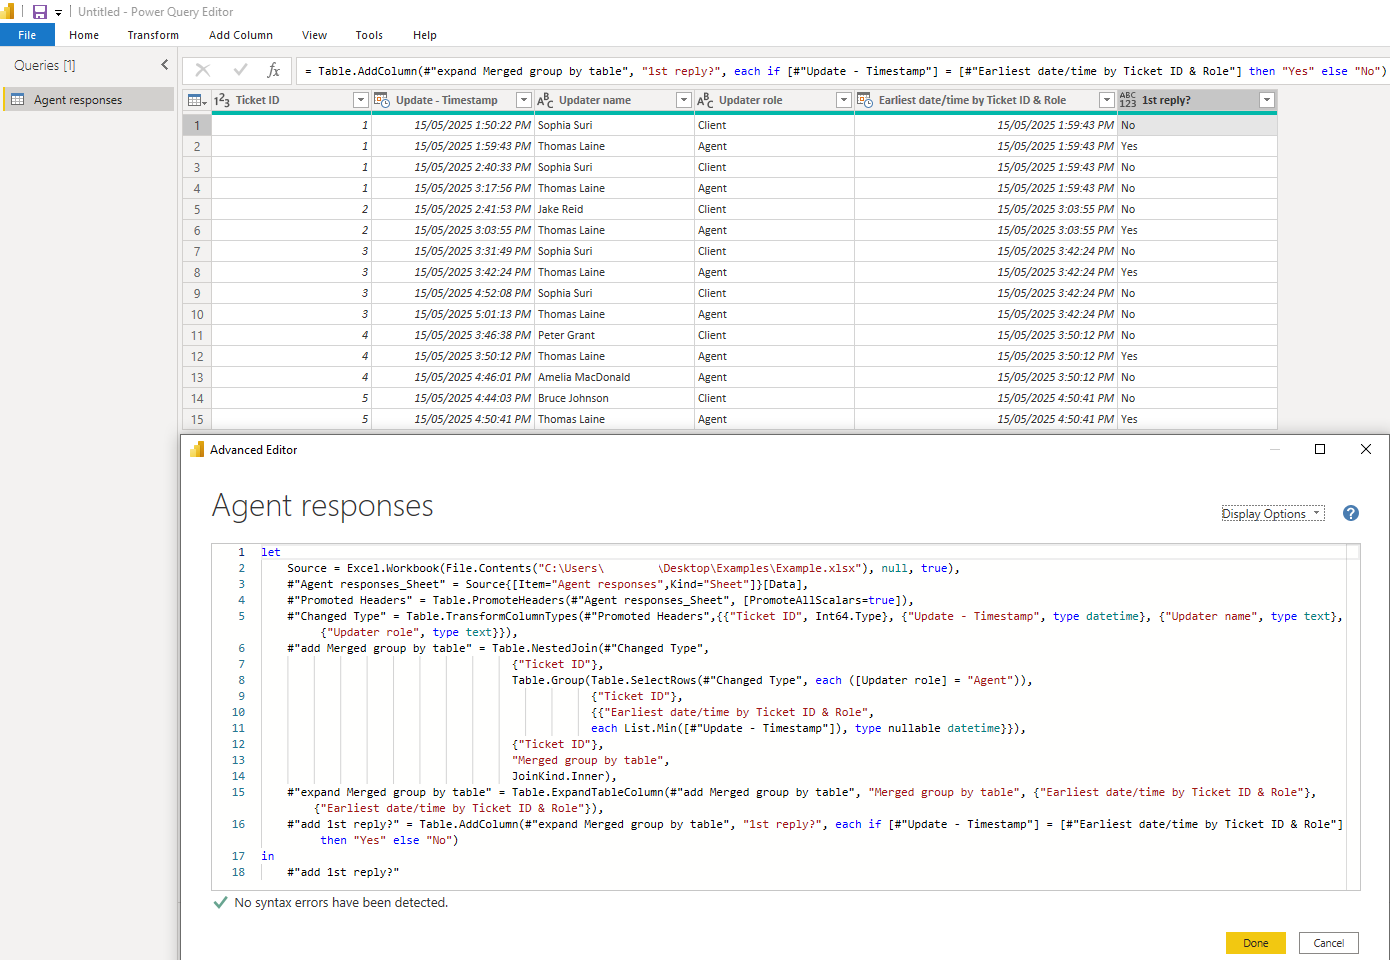 Untitled - Power Query Editor
File Home Transform Add Column View Tools Help
Queries [1]
fx = Table.AddColumn(#"expand Merged group by table", "1st reply?", each if [#"Update - Timestamp"] = [#"Earliest date/time by Ticket ID & Role"] then "Yes" else "No")
Agent responses
123 Ticket ID ABC Update - Timestamp ABC Updater name ABC Updater role Earliest date/time by Ticket ID & Role ABC 123 1st reply?
1 1 15/05/2025 1:50:22 PM Sophia Suri Client 15/05/2025 1:59:43 PM No
2 1 15/05/2025 1:59:43 PM Thomas Laine Agent 15/05/2025 1:59:43 PM Yes
3 1 15/05/2025 2:40:33 PM Sophia Suri Client 15/05/2025 1:59:43 PM No
4 1 15/05/2025 3:17:56 PM Thomas Laine Agent 15/05/2025 1:59:43 PM No
5 2 15/05/2025 2:41:53 PM Jake Reid Client 15/05/2025 3:03:55 PM No
6 2 15/05/2025 3:03:55 PM Thomas Laine Agent 15/05/2025 3:03:55 PM Yes
7 3 15/05/2025 3:31:49 PM Sophia Suri Client 15/05/2025 3:42:24 PM No
8 3 15/05/2025 3:42:24 PM Thomas Laine Agent 15/05/2025 3:42:24 PM Yes
9 3 15/05/2025 4:52:08 PM Sophia Suri Client 15/05/2025 3:42:24 PM No
10 3 15/05/2025 5:01:13 PM Thomas Laine Agent 15/05/2025 3:42:24 PM No
11 4 15/05/2025 3:46:38 PM Peter Grant Client 15/05/2025 3:50:12 PM No
12 4 15/05/2025 3:50:12 PM Thomas Laine Agent 15/05/2025 3:50:12 PM Yes
13 4 15/05/2025 4:46:01 PM Amelia MacDonald Agent 15/05/2025 3:50:12 PM No
14 5 15/05/2025 4:44:03 PM Bruce Johnson Client 15/05/2025 4:50:41 PM No
15 5 15/05/2025 4:50:41 PM Thomas Laine Agent 15/05/2025 4:50:41 PM Yes
Advanced Editor
Agent responses
Display Options
?
1 let
2 Source = Excel.Workbook(File.Contents("C:\Users\ \Desktop\Examples\Example.xlsx"), null, true),
3 #"Agent responses_Sheet" = Source{[Item="Agent responses",Kind="Sheet"]}[Data],
4 #"Promoted Headers" = Table.PromoteHeaders(#"Agent responses_Sheet", [PromoteAllScalars=true]),
5 #"Changed Type" = Table.TransformColumnTypes(#"Promoted Headers",{{"Ticket ID", Int64.Type}, {"Update - Timestamp", type datetime}, {"Updater name", type text},
{"Updater role", type text}}),
6 #"add Merged group by table" = Table.NestedJoin(#"Changed Type",
7 {"Ticket ID"},
8 Table.Group(Table.SelectRows(#"Changed Type", each ([Updater role] = "Agent")),
9 {"Ticket ID"},
10 {{"Earliest date/time by Ticket ID & Role",
11 each List.Min([#"Update - Timestamp"]), type nullable datetime}}),
12 {"Ticket ID"},
13 "Merged group by table",
14 JoinKind.Inner),
15 #"expand Merged group by table" = Table.ExpandTableColumn(#"add Merged group by table", "Merged group by table", {"Earliest date/time by Ticket ID & Role"},
{"Earliest date/time by Ticket ID & Role"}),
16 #"add 1st reply?" = Table.AddColumn(#"expand Merged group by table", "1st reply?", each if [#"Update - Timestamp"] = [#"Earliest date/time by Ticket ID & Role"]
then "Yes" else "No")
17 in
18 #"add 1st reply?"
No syntax errors have been detected.
Done Cancel